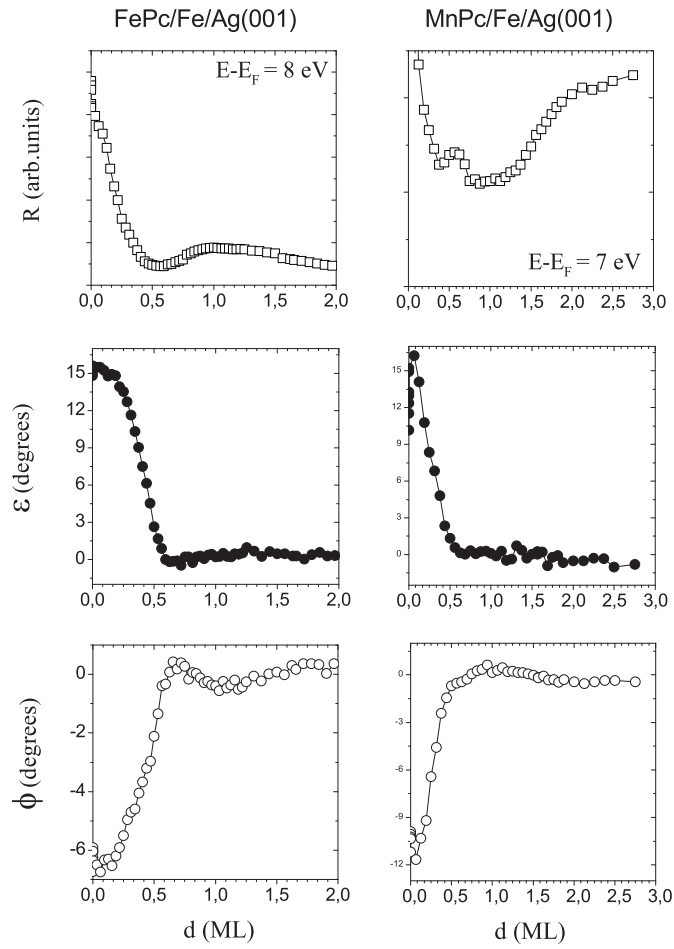 FePc/Fe/Ag(001) MnPc/Fe/Ag(001)
R (arb.units)
E-E_F = 8 eV
0,0 0,5 1,0 1,5 2,0
E-E_F = 7 eV
0,0 0,5 1,0 1,5 2,0 2,5 3,0
ε (degrees)
15
12
9
6
3
0
0,0 0,5 1,0 1,5 2,0
15
12
9
6
3
0
0,0 0,5 1,0 1,5 2,0 2,5 3,0
ϕ (degrees)
0
-2
-4
-6
0,0 0,5 1,0 1,5 2,0
d (ML)
0
-3
-6
-9
-12
0,0 0,5 1,0 1,5 2,0 2,5 3,0
d (ML)